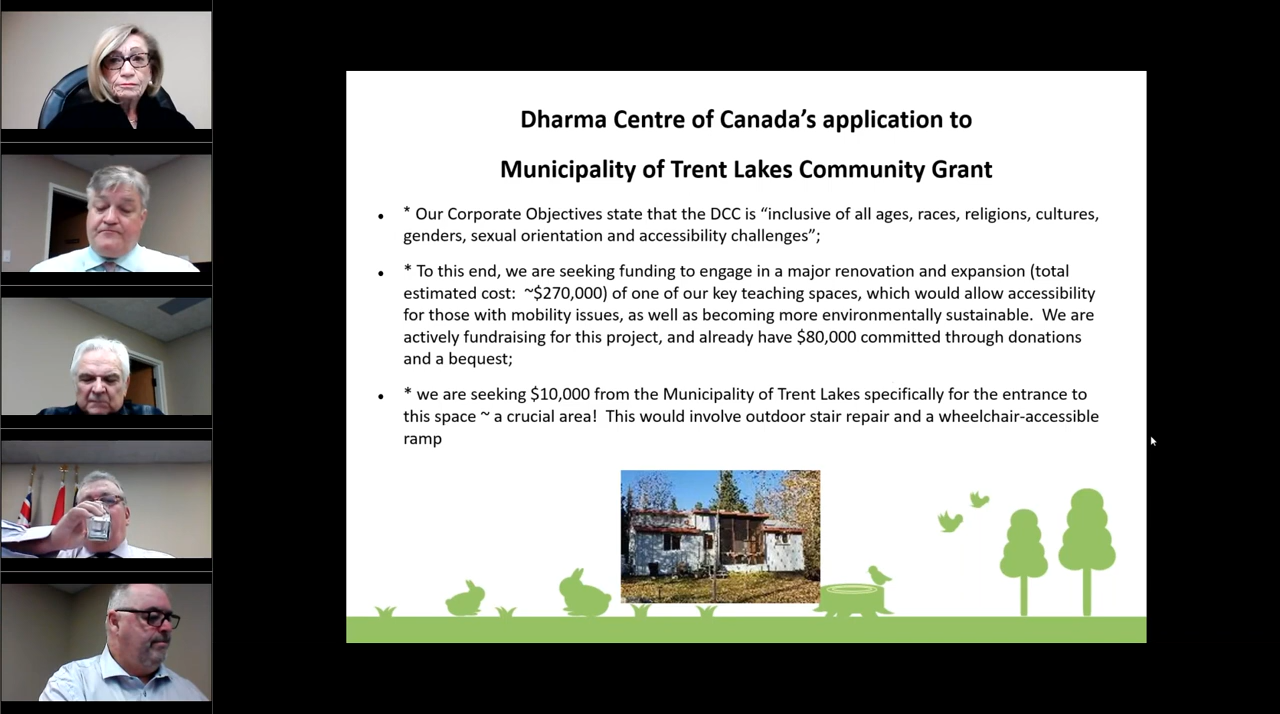 Dharma Centre of Canada’s application to
Municipality of Trent Lakes Community Grant
• * Our Corporate Objectives state that the DCC is “inclusive of all ages, races, religions, cultures,
genders, sexual orientation and accessibility challenges”;
• * To this end, we are seeking funding to engage in a major renovation and expansion (total
estimated cost:  ~$270,000) of one of our key teaching spaces, which would allow accessibility
for those with mobility issues, as well as becoming more environmentally sustainable.  We are
actively fundraising for this project, and already have $80,000 committed through donations
and a bequest;
• * we are seeking $10,000 from the Municipality of Trent Lakes specifically for the entrance to
this space ~ a crucial area!  This would involve outdoor stair repair and a wheelchair-accessible
ramp